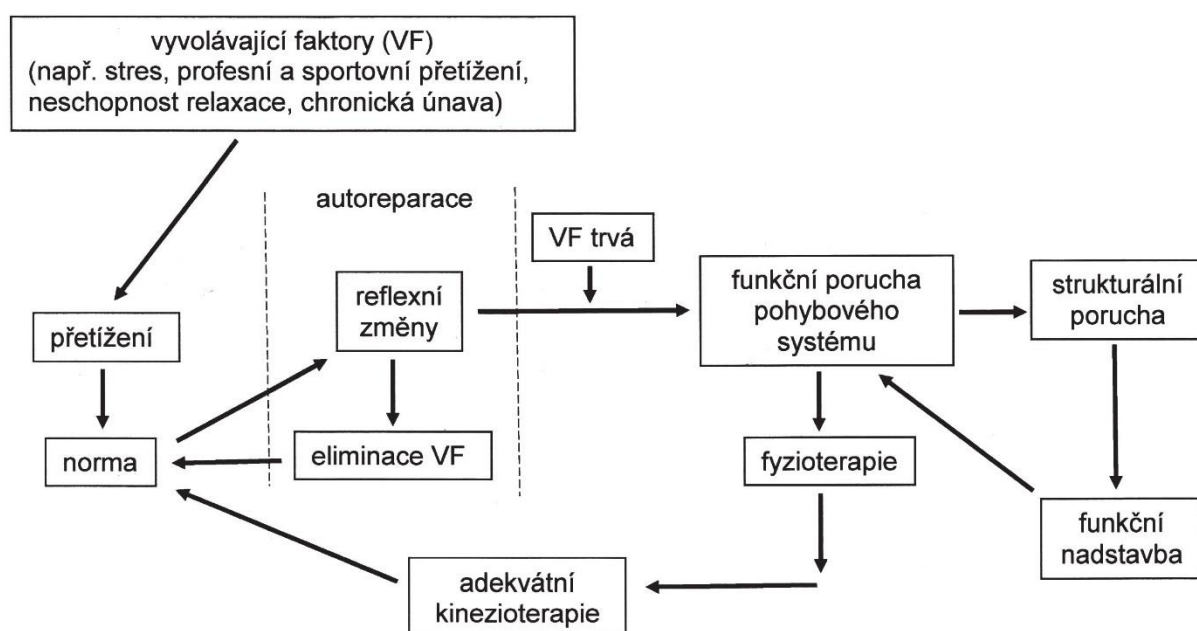 vyvolávající faktory (VF)
(např. stres, profesní a sportovní přetížení,
neschopnost relaxace, chronická únava)
autoreparace
VF trvá
přetížení
reflexní
změny
funkční porucha
pohybového
systému
strukturální
porucha
norma
eliminace VF
fyzioterapie
funkční
nadstavba
adekvátní
kinezioterapie